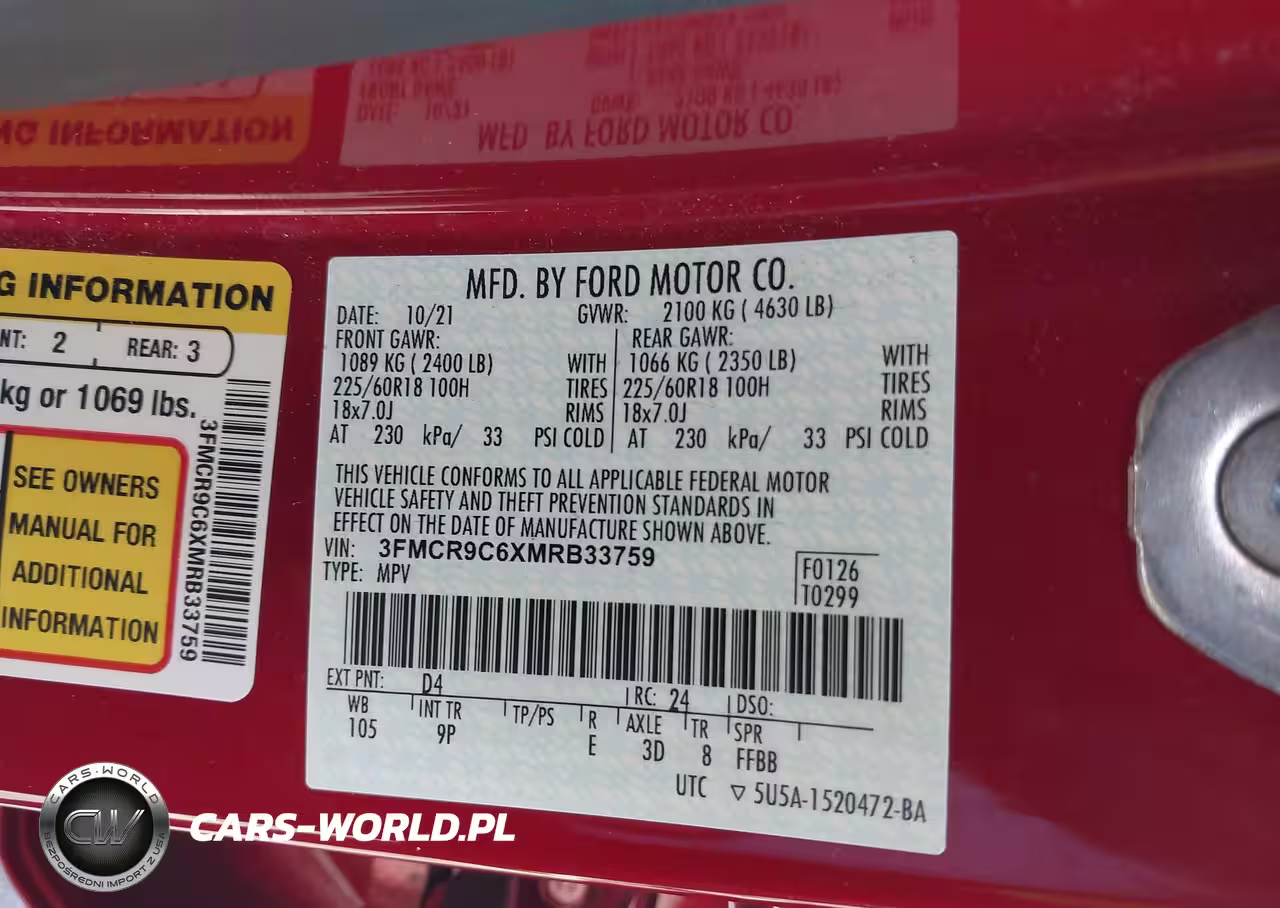 G INFORMATION
NT: 2 REAR: 3
kg or 1069 lbs.
SEE OWNERS
MANUAL FOR
ADDITIONAL
INFORMATION
3FMCR9C6XMRB33759
MFD. BY FORD MOTOR CO.
DATE: 10/21 GVWR: 2100 KG ( 4630 LB)
FRONT GAWR: REAR GAWR:
1089 KG ( 2400 LB) WITH 1066 KG ( 2350 LB) WITH
225/60R18 100H TIRES 225/60R18 100H TIRES
18x7.0J RIMS 18x7.0J RIMS
AT 230 kPa/ 33 PSI COLD AT 230 kPa/ 33 PSI COLD
THIS VEHICLE CONFORMS TO ALL APPLICABLE FEDERAL MOTOR
VEHICLE SAFETY AND THEFT PREVENTION STANDARDS IN
EFFECT ON THE DATE OF MANUFACTURE SHOWN ABOVE.
VIN: 3FMCR9C6XMRB33759
TYPE: MPV
F0126
T0299
EXT PNT: D4 RC: 24 DSO:
WB INT TR TP/PS R AXLE TR SPR
105 9P E 3D 8 FFBB
UTC ▽ 5U5A-1520472-BA
CARS-WORLD
CW
BEZPOŚREDNI IMPORT Z USA
CARS-WORLD.PL